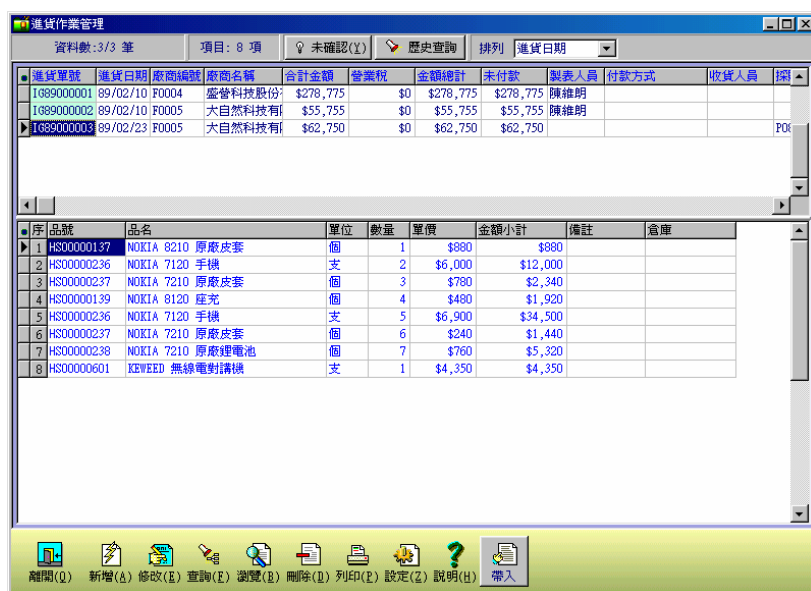 進貨作業管理
資料數:3/3 筆 項目: 8 項 未確認(Y) 歷史查詢 排列 進貨日期
進貨單號 進貨日期 廠商編號 廠商名稱 合計金額 營業稅 金額總計 未付款 製表人員 付款方式 收貨人員 採
IG89000001 89/02/10 F0004 盛營科技股份 $278,775 $0 $278,775 $278,775 陳維朗
IG89000002 89/02/10 F0005 大自然科技有 $55,755 $0 $55,755 $55,755 陳維朗
IG89000003 89/02/23 F0005 大自然科技有 $62,750 $0 $62,750 $62,750 P08
序 品號 品名 單位 數量 單價 金額小計 備註 倉庫
1 HS00000137 NOKIA 8210 原廠皮套 個 1 $880 $880
2 HS00000236 NOKIA 7120 手機 支 2 $6,000 $12,000
3 HS00000237 NOKIA 7210 原廠皮套 個 3 $780 $2,340
4 HS00000139 NOKIA 8120 座充 個 4 $480 $1,920
5 HS00000236 NOKIA 7120 手機 支 5 $6,900 $34,500
6 HS00000237 NOKIA 7210 原廠皮套 個 6 $240 $1,440
7 HS00000238 NOKIA 7210 原廠鋰電池 個 7 $760 $5,320
8 HS00000601 KEWEED 無線電對講機 支 1 $4,350 $4,350
離開(Q) 新增(A) 修改(E) 查詢(F) 瀏覽(B) 刪除(D) 列印(P) 設定(Z) 說明(H) 帶入